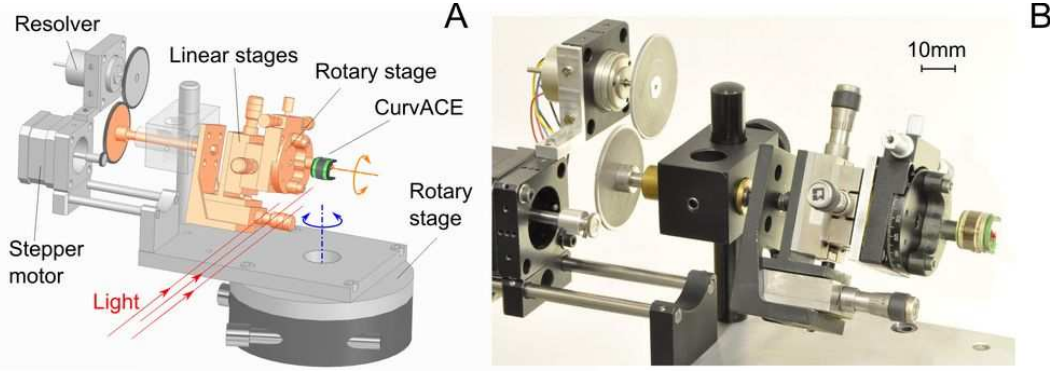 A
Resolver
Linear stages
Rotary stage
CurvACE
Rotary
stage
Stepper
motor
Light
B
10mm